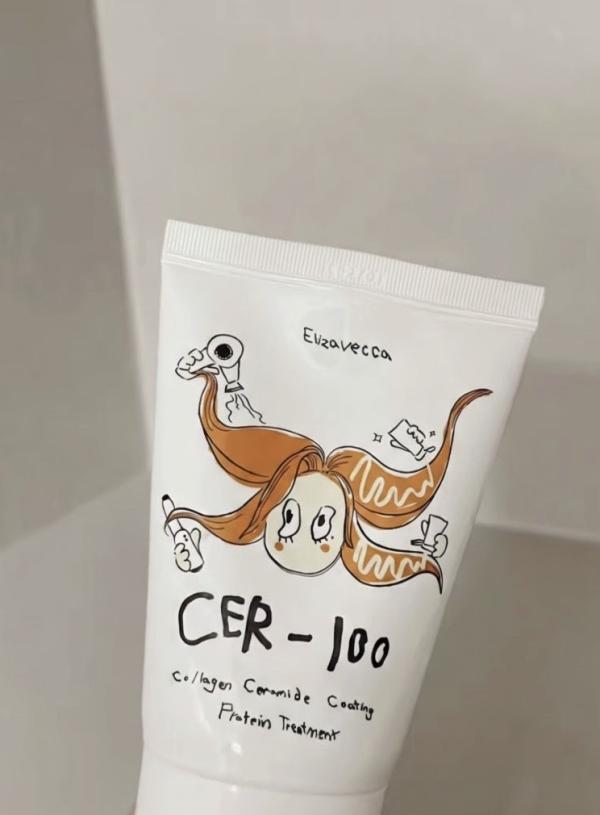 Elizavecca
CER-100
Collagen Ceramide Coating
Protein Treatment